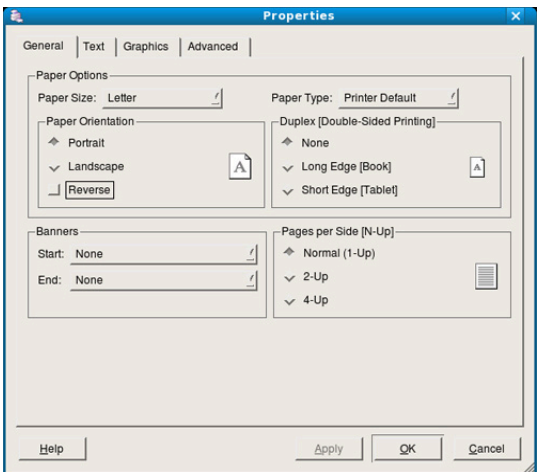 Properties
General Text Graphics Advanced
Paper Options
Paper Size: Letter Paper Type: Printer Default
Paper Orientation Duplex [Double-Sided Printing]
Portrait None
Landscape A Long Edge [Book] A
Reverse Short Edge [Tablet]
Banners Pages per Side [N-Up]
Start: None Normal (1-Up)
End: None 2-Up
4-Up
Help Apply OK Cancel